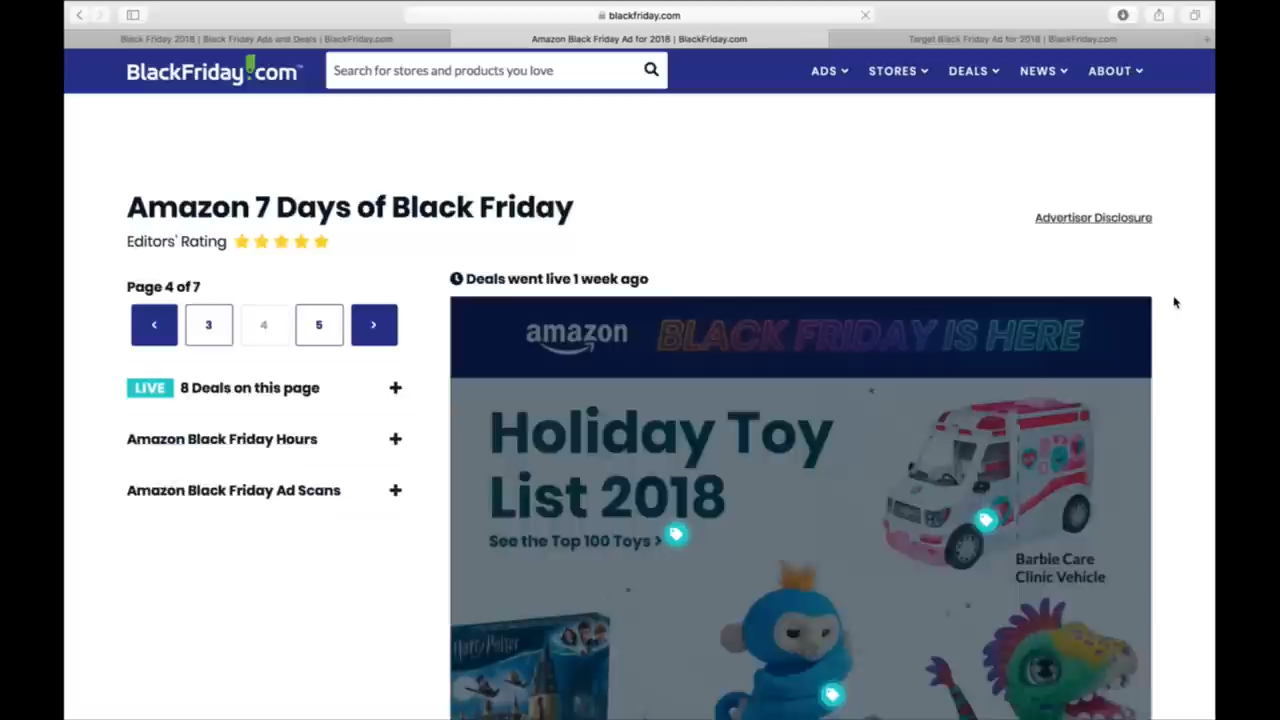 blackfriday.com
Black Friday 2018 | Black Friday Ads and Deals | BlackFriday.com
Amazon Black Friday Ad for 2018 | BlackFriday.com
Target Black Friday Ad for 2018 | BlackFriday.com
BlackFriday!com™
Search for stores and products you love
ADS
STORES
DEALS
NEWS
ABOUT
Amazon 7 Days of Black Friday
Advertiser Disclosure
Editors' Rating
Page 4 of 7
3
4
5
LIVE 8 Deals on this page
Amazon Black Friday Hours
Amazon Black Friday Ad Scans
Deals went live 1 week ago
amazon BLACK FRIDAY IS HERE
Holiday Toy
List 2018
See the Top 100 Toys >
Barbie Care
Clinic Vehicle
Harry Potter